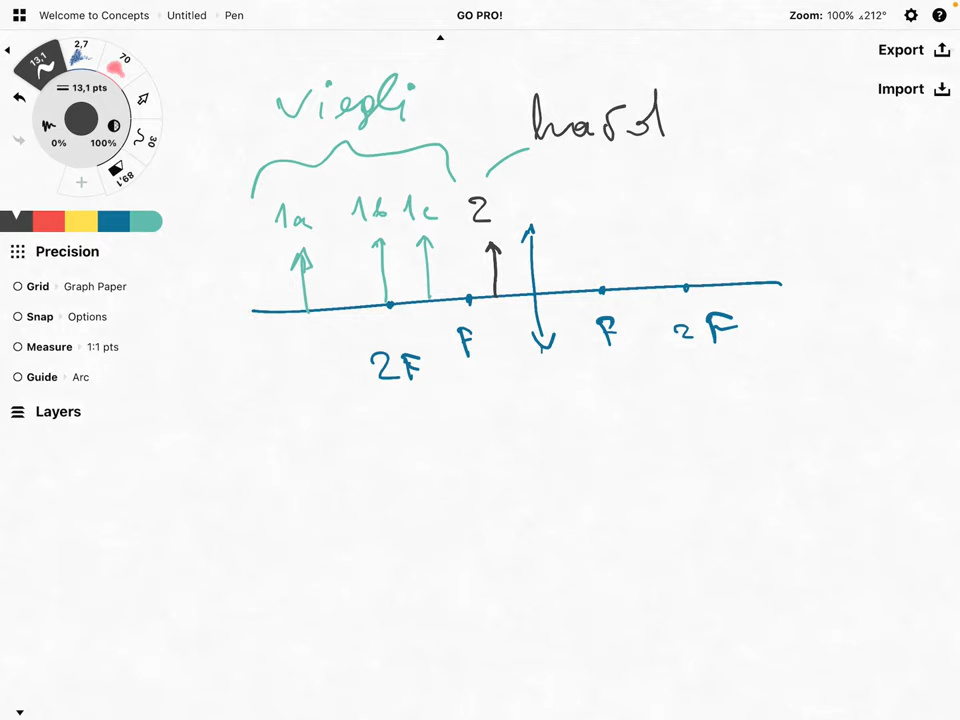 Welcome to Concepts › Untitled › Pen
GO PRO!
Zoom: 100% ⊿212°
Export
Import
2,7
13,1
70
13,1 pts
30
0%
100%
89,1
+
Precision
Grid Graph Paper
Snap Options
Measure 1:1 pts
Guide Arc
Layers
viegli
1a 1b 1c 2
2F F F 2F